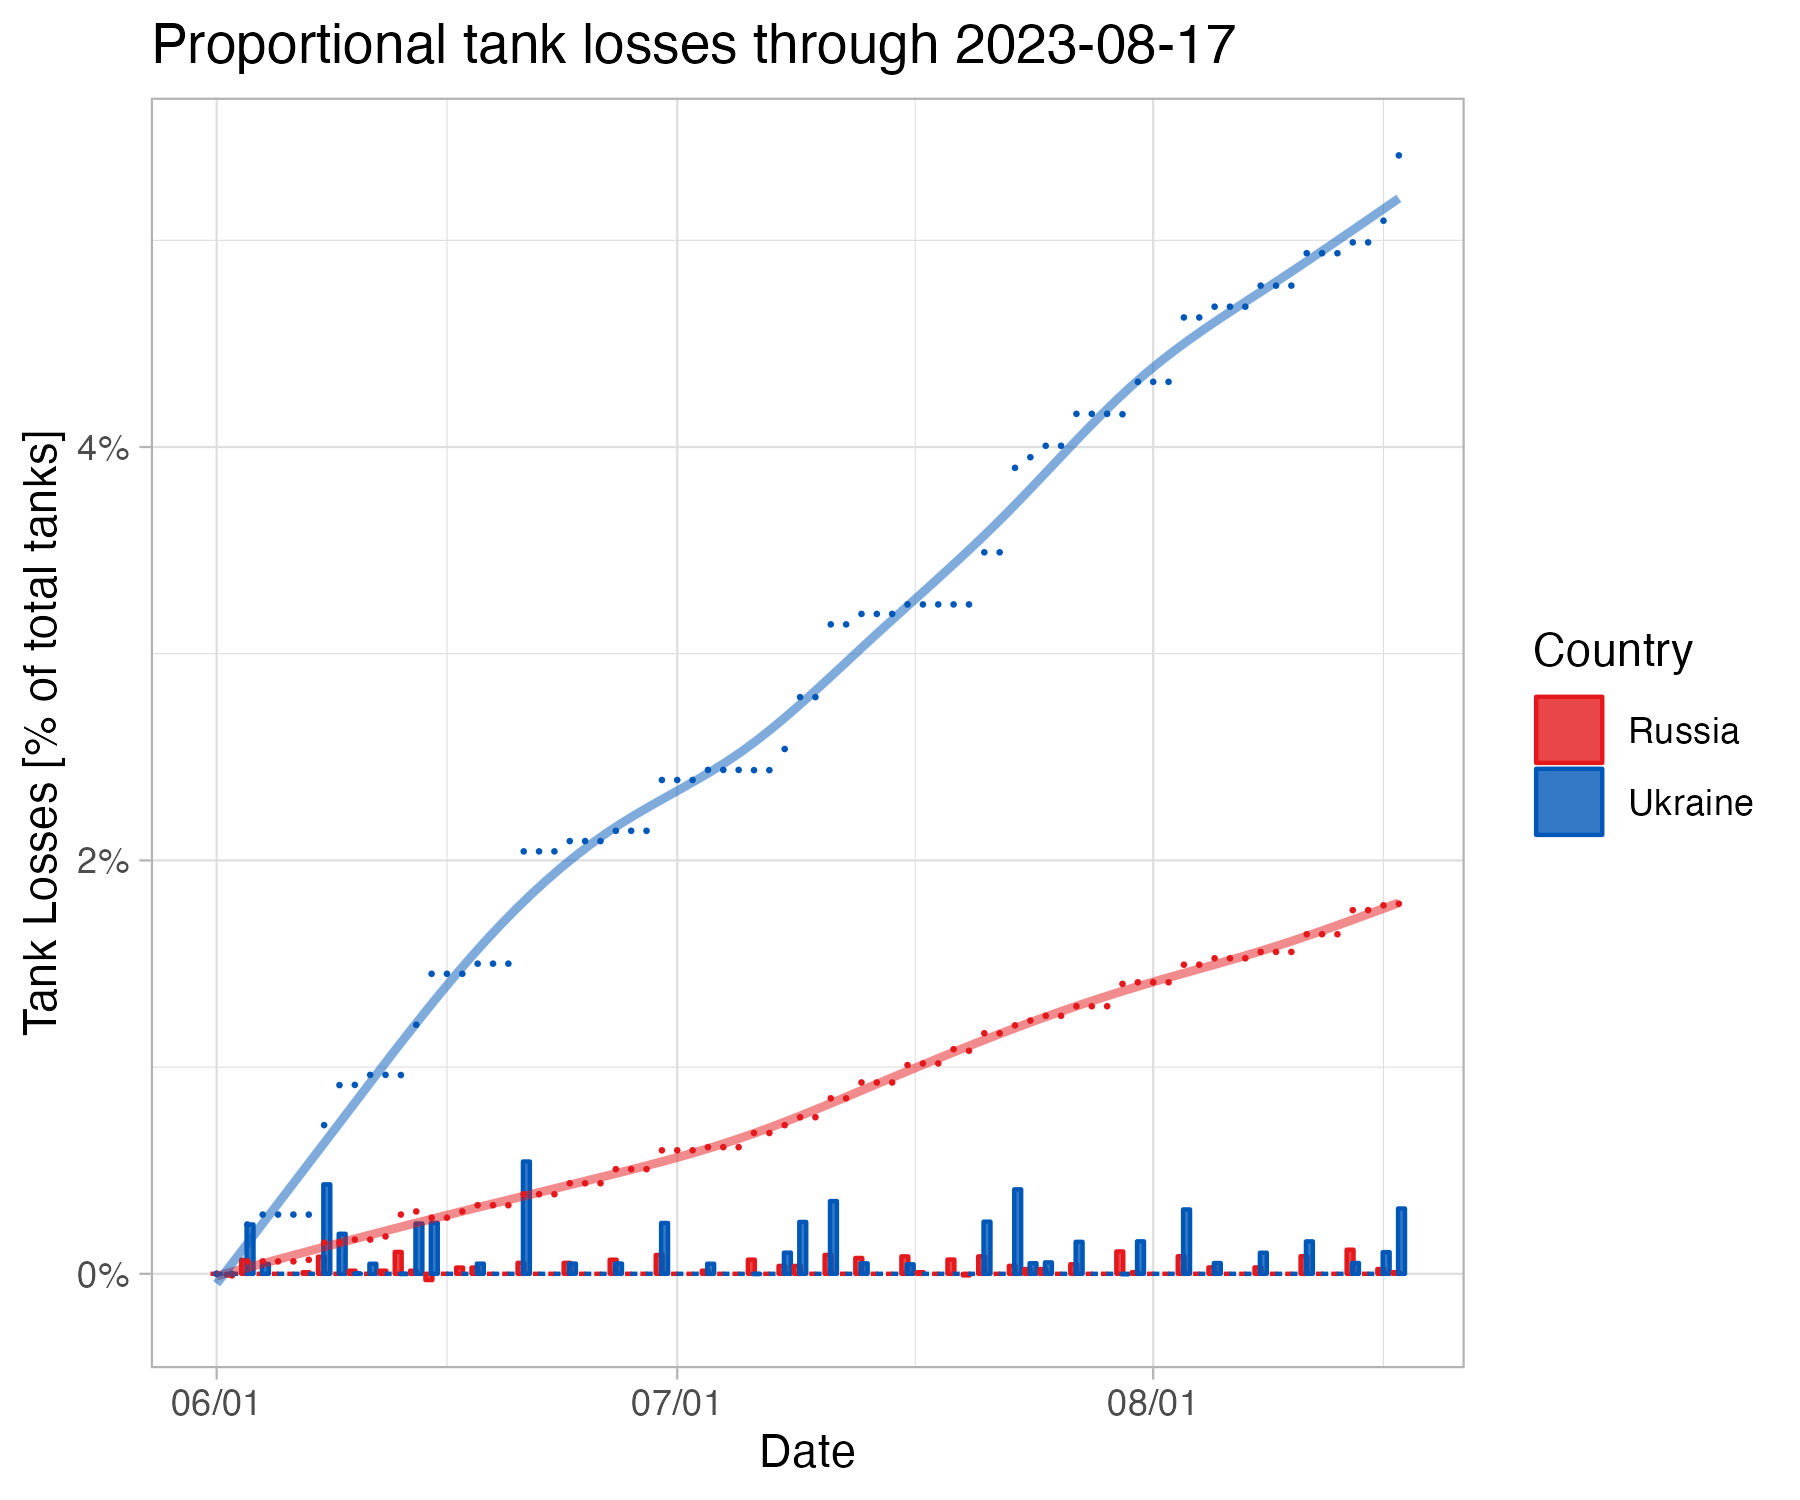 Proportional tank losses through 2023-08-17
Tank Losses [% of total tanks]
4%
2%
0%
06/01
07/01
08/01
Date
Country
Russia
Ukraine